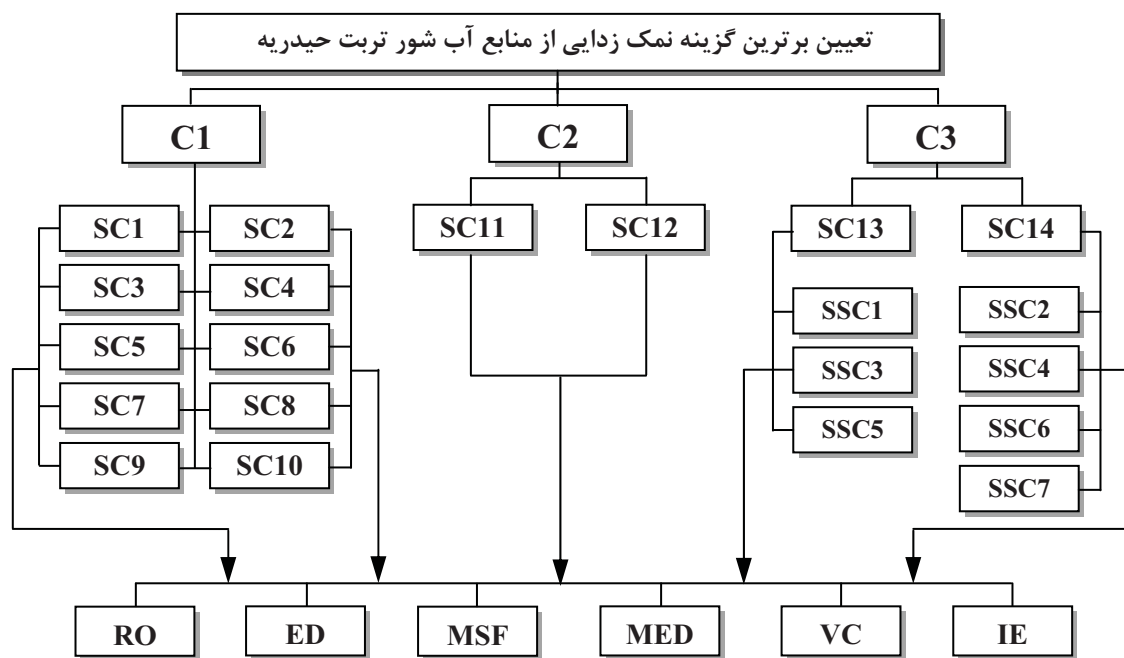 تعیین برترین گزینه نمک زدایی از منابع آب شور تربت حیدریه
C1 C2 C3
SC1 SC2 SC11 SC12 SC13 SC14
SC3 SC4 SSC1 SSC2
SC5 SC6 SSC3 SSC4
SC7 SC8 SSC5 SSC6
SC9 SC10 SSC7
RO ED MSF MED VC IE